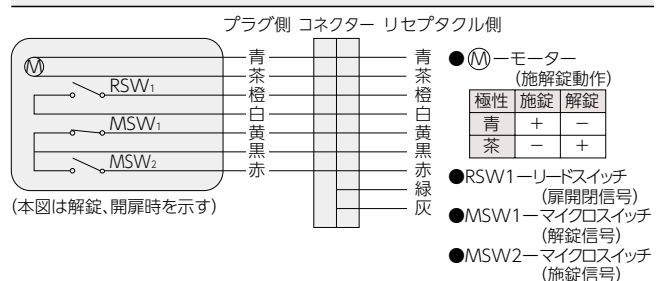 プラグ側 コネクター リセプタクル側
M
RSW1
MSW1
MSW2
青
茶
橙
白
黄
黒
赤
青
茶
橙
白
黄
黒
赤
緑
灰
(本図は解錠、開扉時を示す)
●Mーモーター
(施解錠動作)
極性 施錠 解錠
青 + −
茶 − +
●RSW1ーリードスイッチ
(扉開閉信号)
●MSW1ーマイクロスイッチ
(解錠信号)
●MSW2ーマイクロスイッチ
(施錠信号)